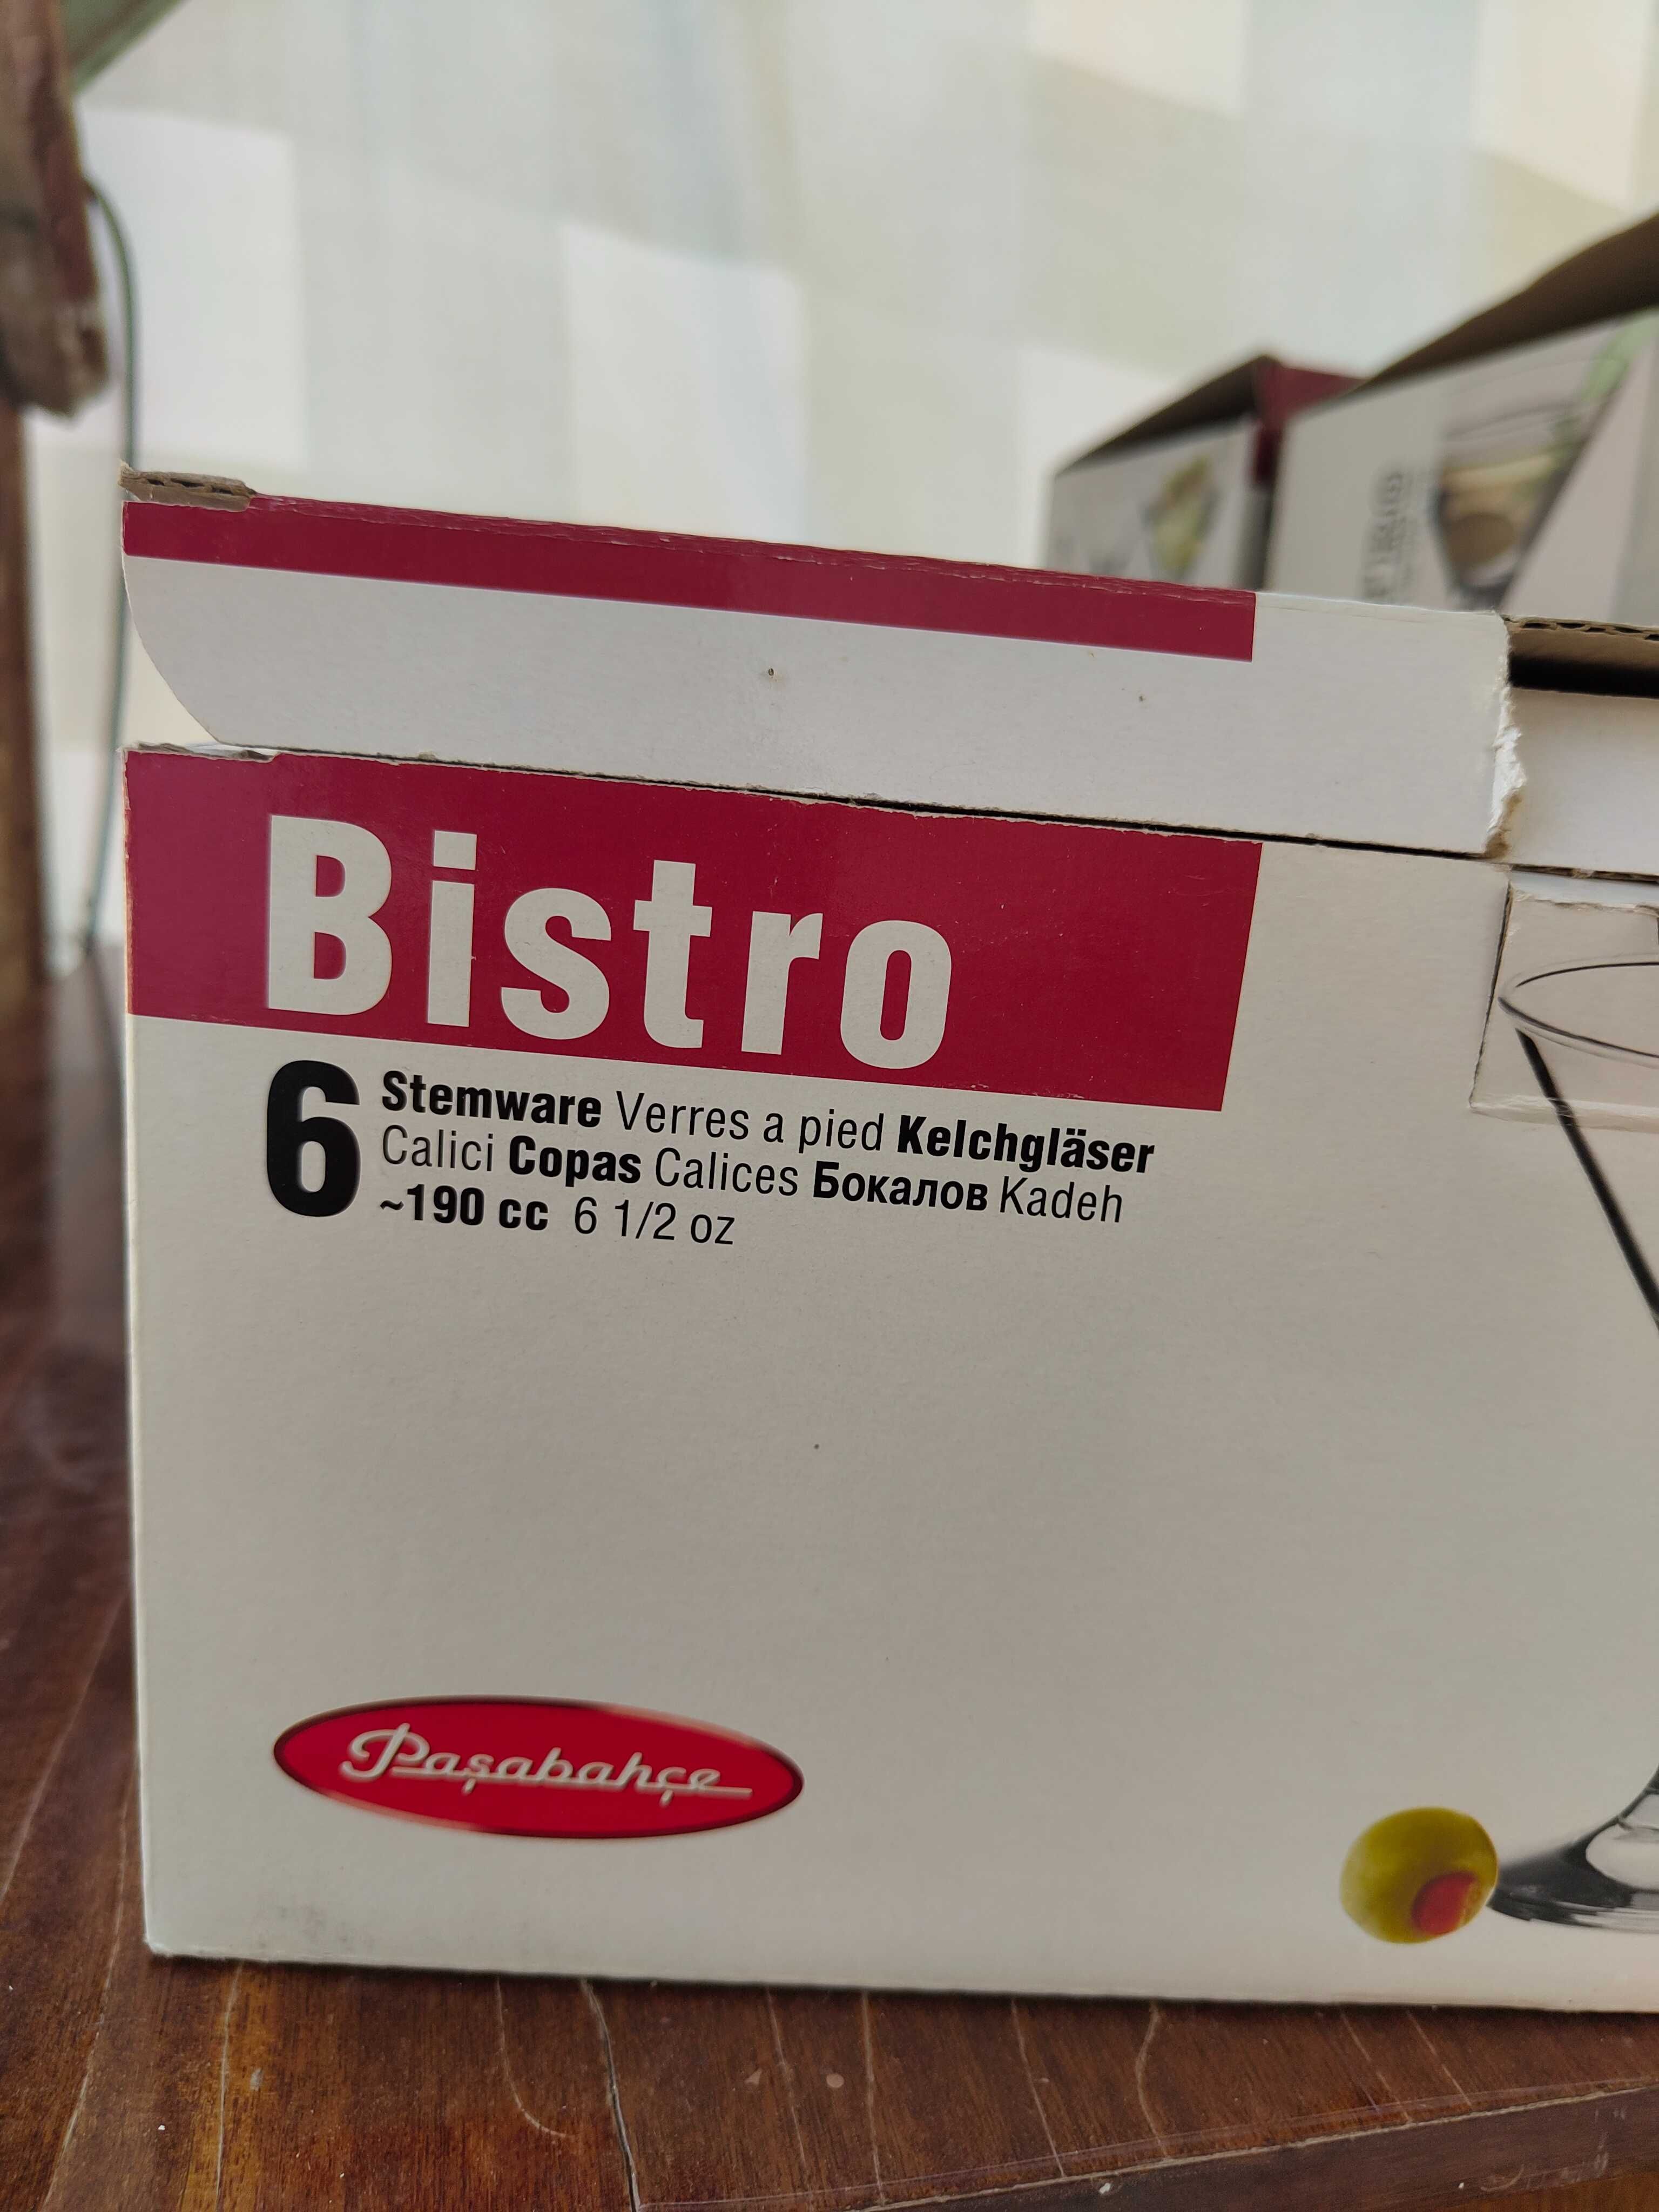 Bistro
6 Stemware Verres a pied Kelchgläser
Calici Copas Calices Бокалов Kadeh
~190 cc 6 1/2 oz
Paşabahçe